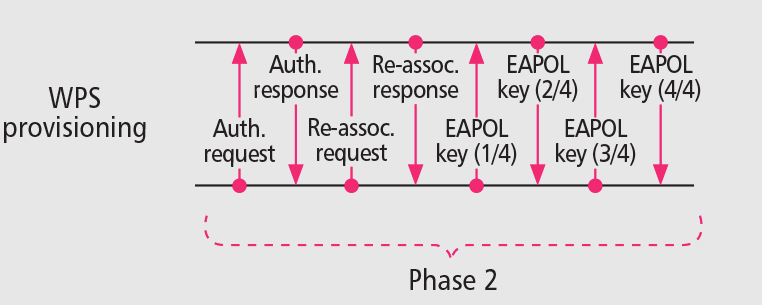 WPS
provisioning
Auth.
request
Auth.
response
Re-assoc.
request
Re-assoc.
response
EAPOL
key (1/4)
EAPOL
key (2/4)
EAPOL
key (3/4)
EAPOL
key (4/4)
Phase 2